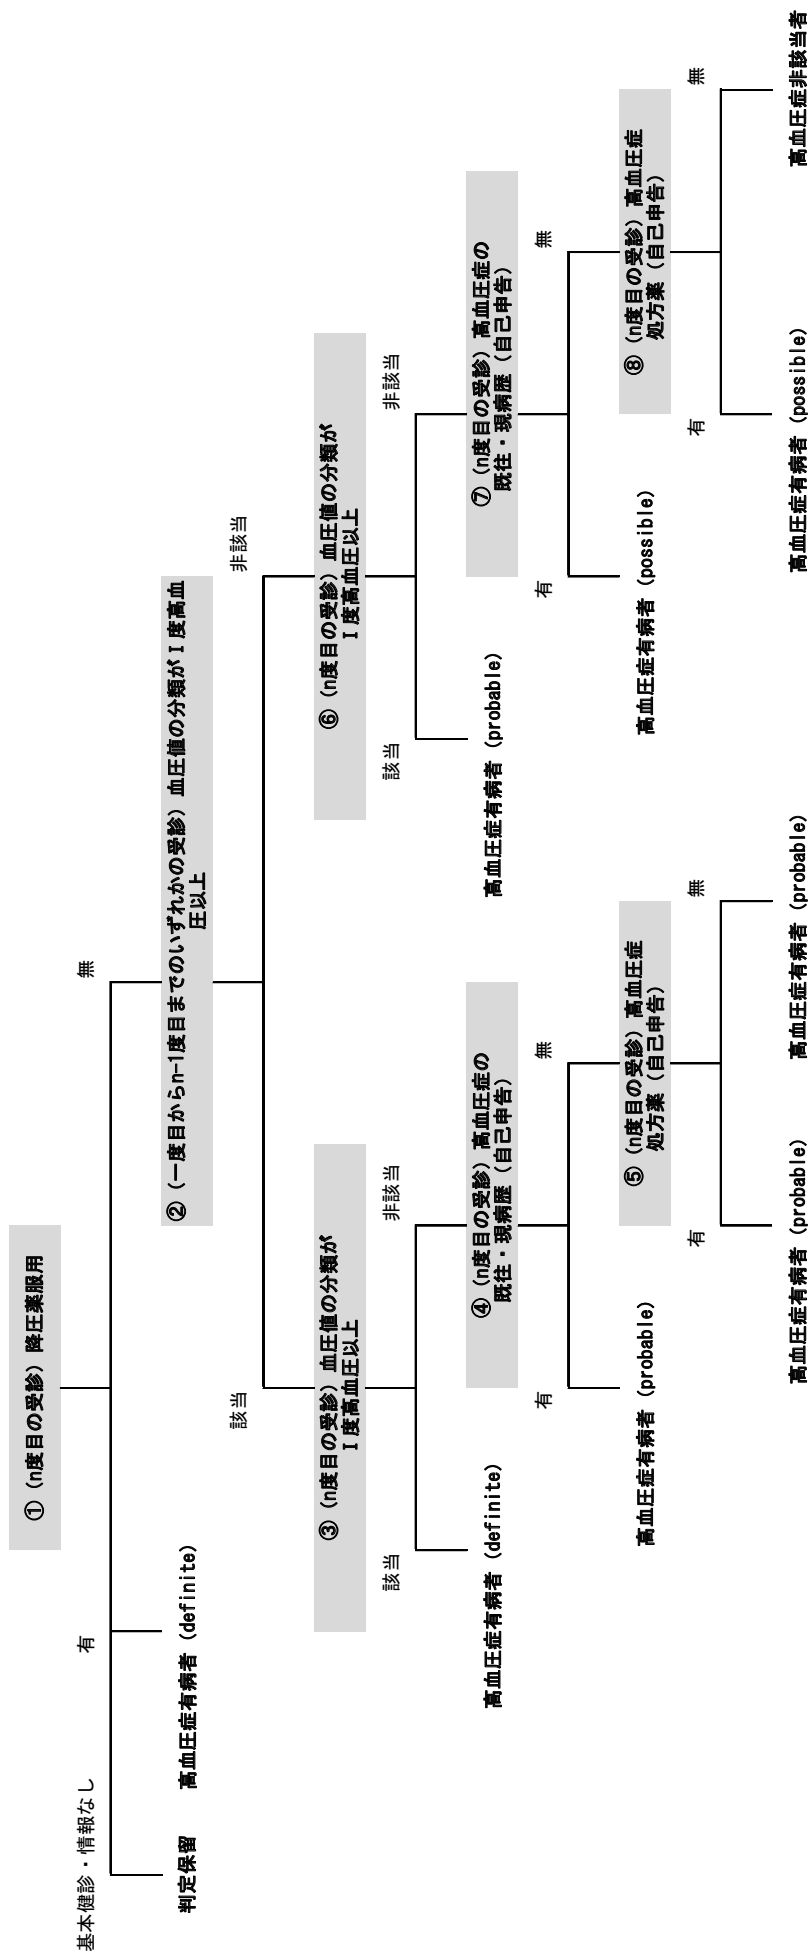 ① (n度目の受診) 降圧薬服用
基本健診・情報なし
有
無
判定保留
高血圧症有病者 (definite)
② (一度目からn-1度目までのいずれかの受診) 血圧値の分類がⅠ度高血
圧以上
該当
非該当
③ (n度目の受診) 血圧値の分類が
Ⅰ度高血圧以上
⑥ (n度目の受診) 血圧値の分類が
Ⅰ度高血圧以上
該当
非該当
該当
非該当
高血圧症有病者 (definite)
④ (n度目の受診) 高血圧症の
既往・現病歴 (自己申告)
高血圧症有病者 (probable)
⑦ (n度目の受診) 高血圧症の
既往・現病歴 (自己申告)
有
無
有
無
高血圧症有病者 (probable)
⑤ (n度目の受診) 高血圧症
処方薬 (自己申告)
高血圧症有病者 (possible)
⑧ (n度目の受診) 高血圧症
処方薬 (自己申告)
有
無
有
無
高血圧症有病者 (probable)
高血圧症有病者 (probable)
高血圧症有病者 (possible)
高血圧症非該当者